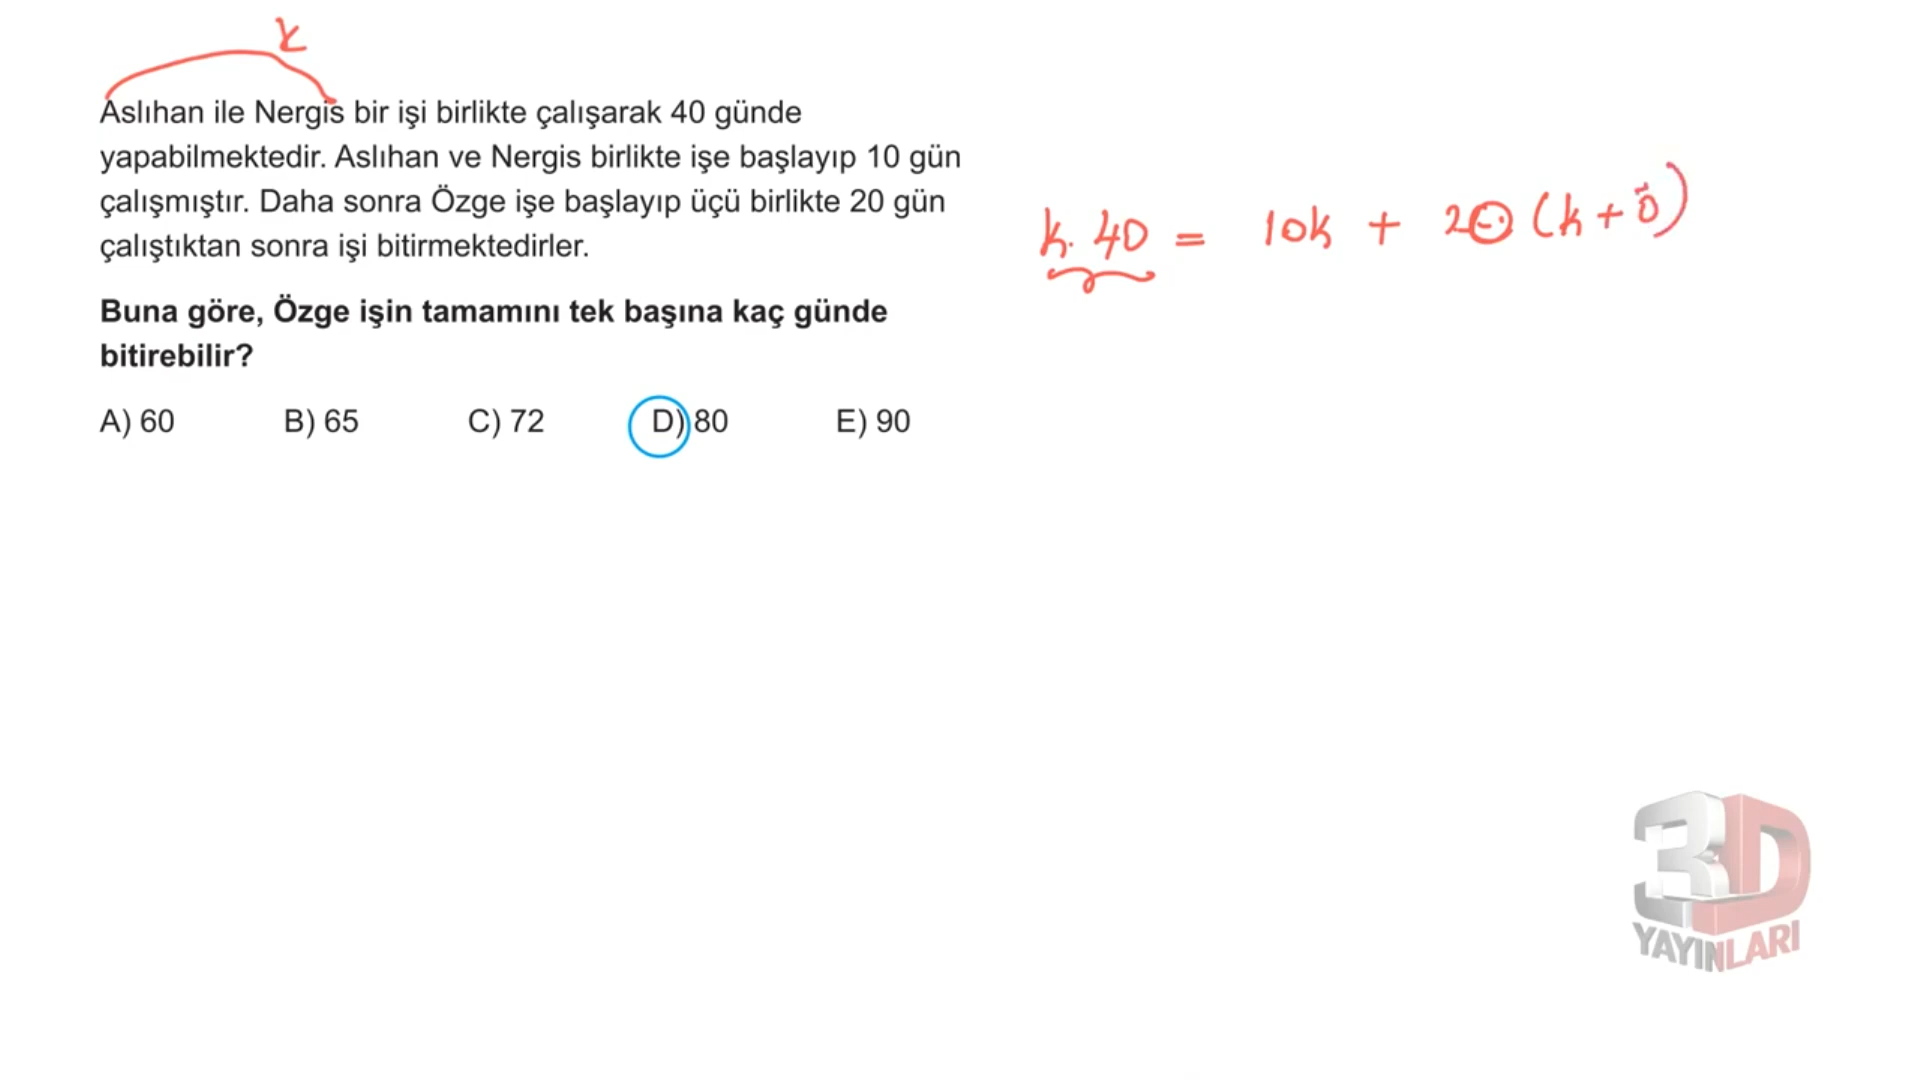 k
Aslıhan ile Nergis bir işi birlikte çalışarak 40 günde
yapabilmektedir. Aslıhan ve Nergis birlikte işe başlayıp 10 gün
çalışmıştır. Daha sonra Özge işe başlayıp üçü birlikte 20 gün
çalıştıktan sonra işi bitirmektedirler.
Buna göre, Özge işin tamamını tek başına kaç günde
bitirebilir?
A) 60 B) 65 C) 72 D) 80 E) 90
k. 40 = 10k + 20 (k + ö)
3D
YAYINLARI